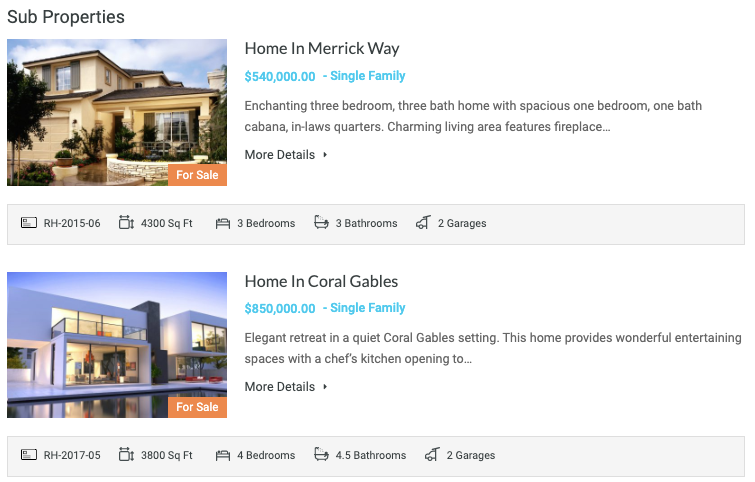 Sub Properties
Home In Merrick Way
$540,000.00 - Single Family
Enchanting three bedroom, three bath home with spacious one bedroom, one bath
cabana, in-laws quarters. Charming living area features fireplace…
More Details
For Sale
RH-2015-06 4300 Sq Ft 3 Bedrooms 3 Bathrooms 2 Garages
Home In Coral Gables
$850,000.00 - Single Family
Elegant retreat in a quiet Coral Gables setting. This home provides wonderful entertaining
spaces with a chef's kitchen opening to…
More Details
For Sale
RH-2017-05 3800 Sq Ft 4 Bedrooms 4.5 Bathrooms 2 Garages